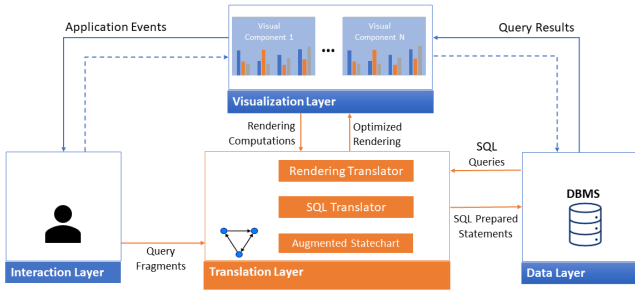 Application Events
Visual
Component 1
...
Visual
Component N
Query Results
Visualization Layer
Rendering
Computations
Optimized
Rendering
SQL
Queries
Rendering Translator
SQL Translator
Augmented Statechart
DBMS
SQL Prepared
Statements
Query
Fragments
Interaction Layer
Translation Layer
Data Layer